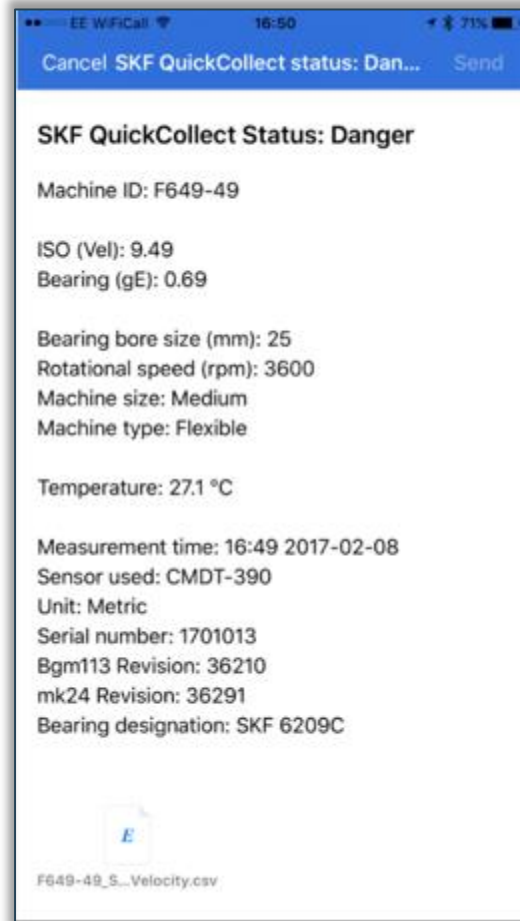 EE WiFiCall 16:50 71%
Cancel SKF QuickCollect status: Dan... Send
SKF QuickCollect Status: Danger
Machine ID: F649-49
ISO (Vel): 9.49
Bearing (gE): 0.69
Bearing bore size (mm): 25
Rotational speed (rpm): 3600
Machine size: Medium
Machine type: Flexible
Temperature: 27.1 °C
Measurement time: 16:49 2017-02-08
Sensor used: CMDT-390
Unit: Metric
Serial number: 1701013
Bgm113 Revision: 36210
mk24 Revision: 36291
Bearing designation: SKF 6209C
E
F649-49_S...Velocity.csv